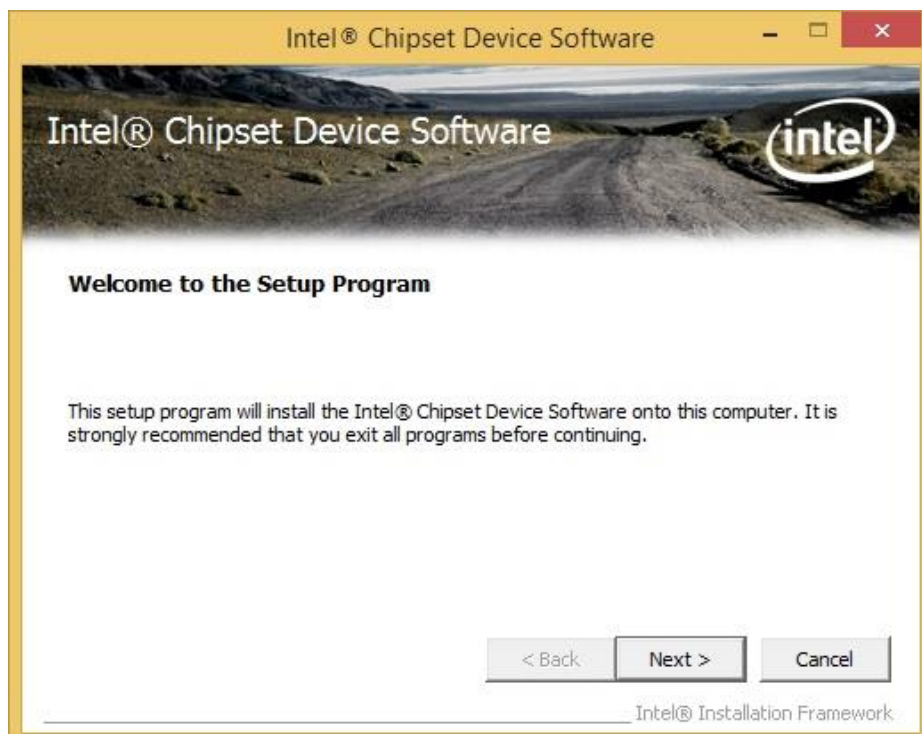 Intel® Chipset Device Software
Intel® Chipset Device Software
intel
Welcome to the Setup Program
This setup program will install the Intel® Chipset Device Software onto this computer. It is
strongly recommended that you exit all programs before continuing.
< Back
Next >
Cancel
Intel® Installation Framework